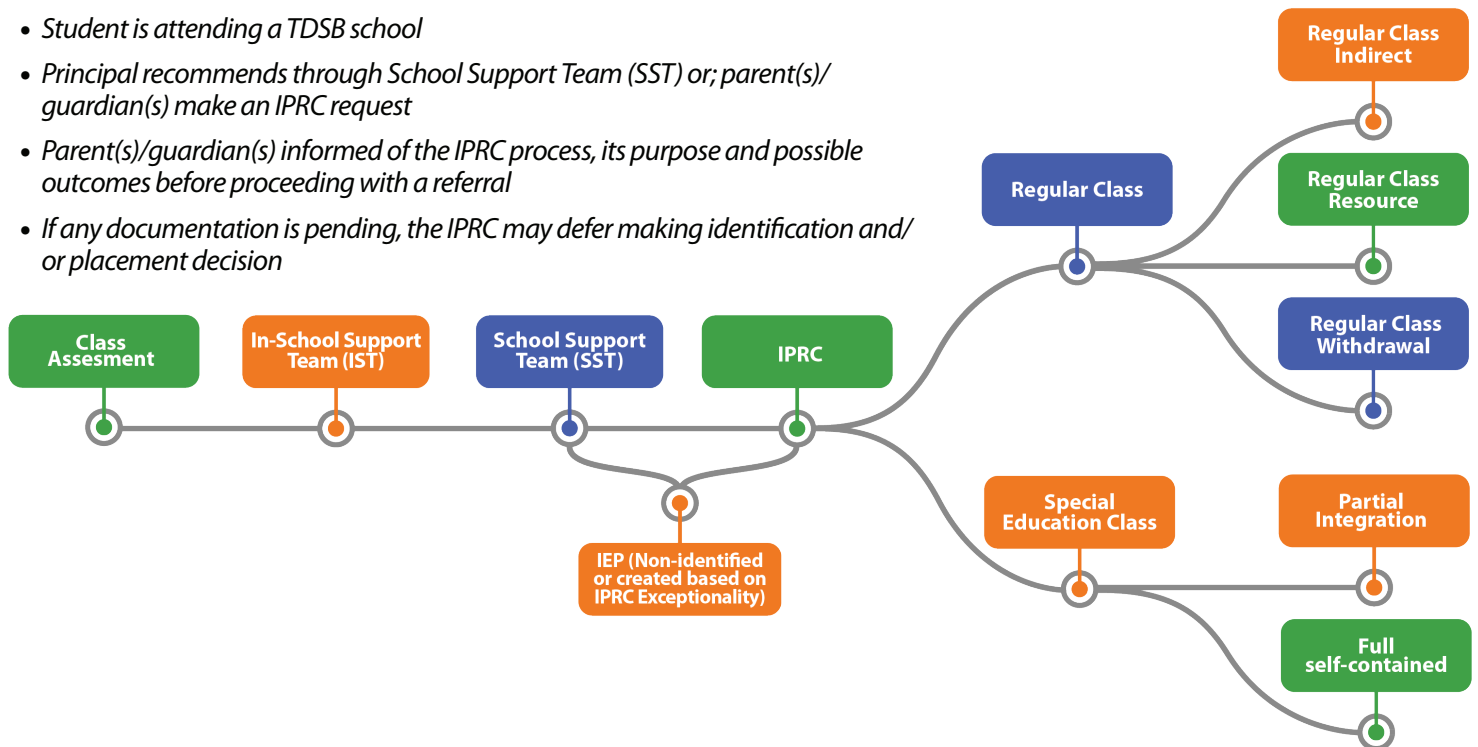 • Student is attending a TDSB school
• Principal recommends through School Support Team (SST) or; parent(s)/
guardian(s) make an IPRC request
• Parent(s)/guardian(s) informed of the IPRC process, its purpose and possible
outcomes before proceeding with a referral
• If any documentation is pending, the IPRC may defer making identification and/
or placement decision
Class
Assesment
In-School Support
Team (IST)
School Support
Team (SST)
IPRC
IEP (Non-identified
or created based on
IPRC Exceptionality)
Regular Class
Regular Class
Indirect
Regular Class
Resource
Regular Class
Withdrawal
Special
Education Class
Partial
Integration
Full
self-contained